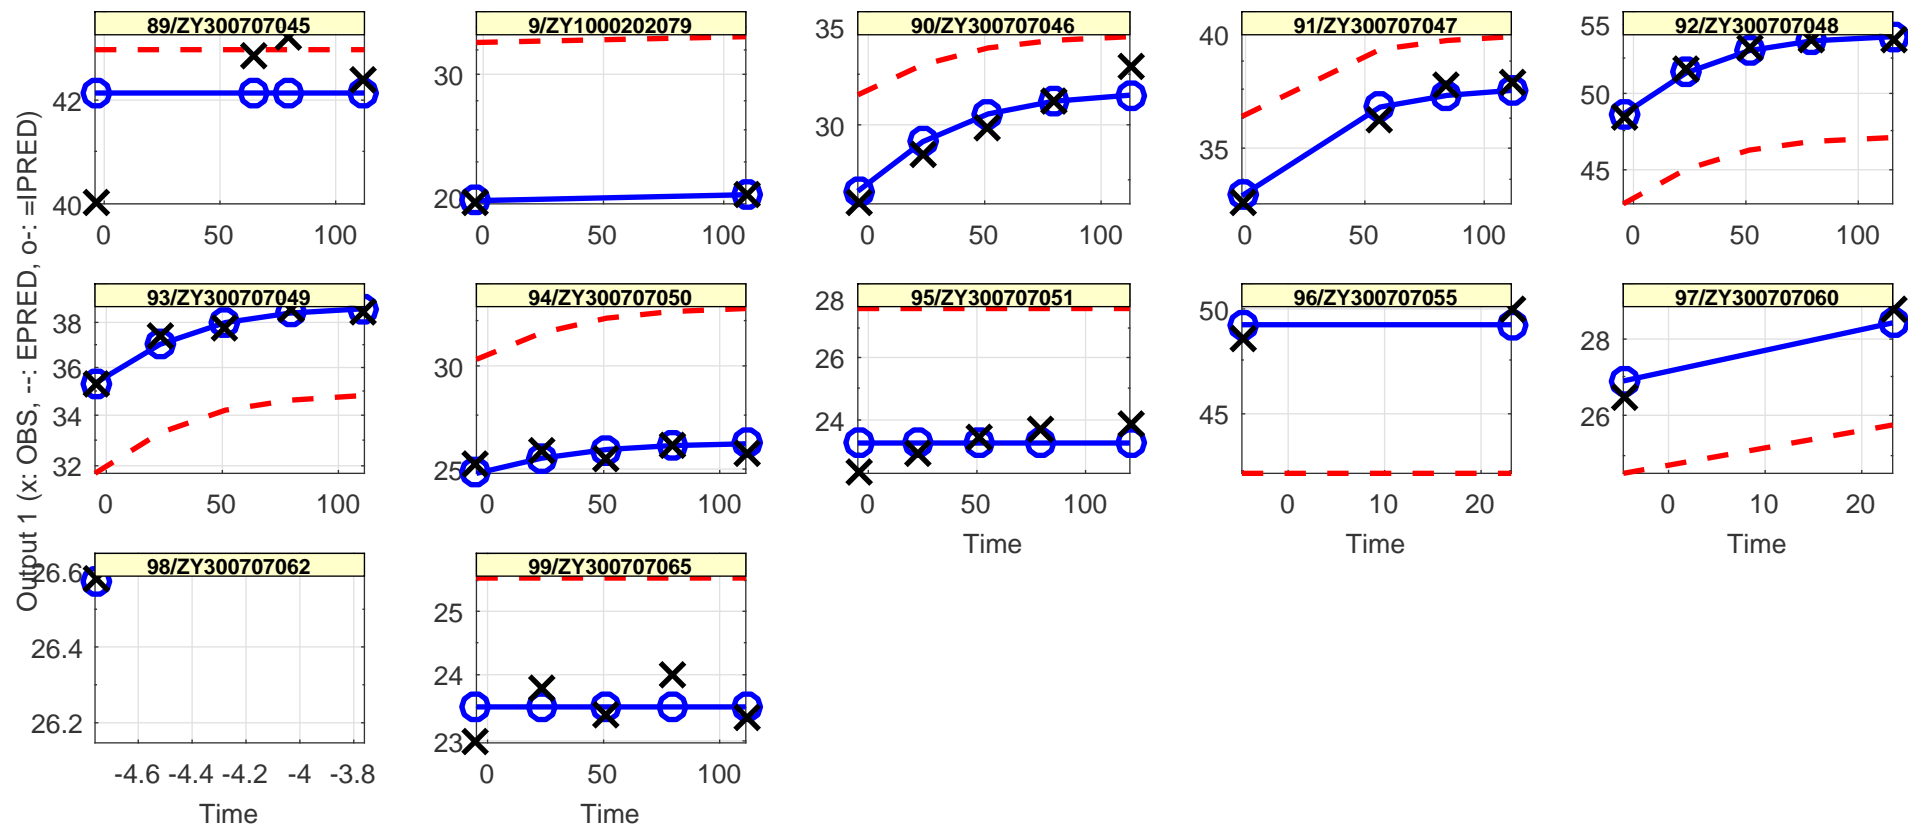 Output 1 (x: OBS, --: EPRED, o-: =IPRED)
89/ZY300707045
42
40
0 50 100
9/ZY1000202079
30
20
0 50 100
90/ZY300707046
35
30
0 50 100
91/ZY300707047
40
35
0 50 100
92/ZY300707048
55
50
45
0 50 100
93/ZY300707049
38
36
34
32
0 50 100
94/ZY300707050
30
25
0 50 100
95/ZY300707051
28
26
24
0 50 100
Time
96/ZY300707055
50
45
0 10 20
Time
97/ZY300707060
28
26
0 10 20
Time
98/ZY300707062
26.6
26.4
26.2
-4.6 -4.4 -4.2 -4 -3.8
Time
99/ZY300707065
25
24
23
0 50 100
Time